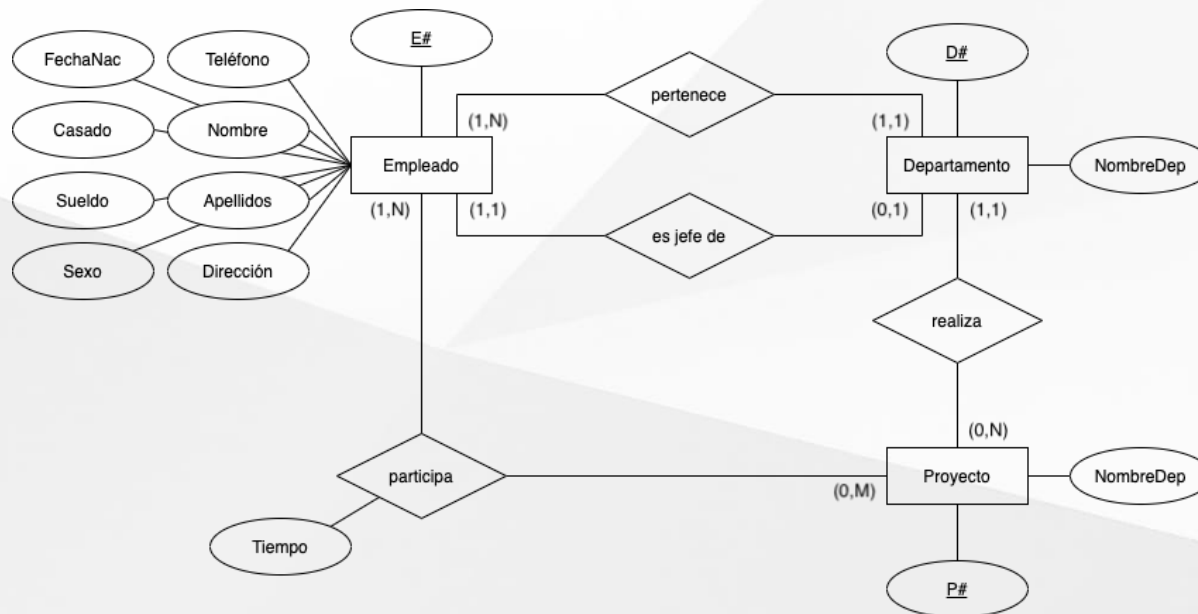 E#
FechaNac
Teléfono
D#
pertenece
Casado
Nombre
(1,N)
(1,1)
Empleado
Departamento
NombreDep
Sueldo
Apellidos
(1,N)
(1,1)
(0,1)
(1,1)
es jefe de
Sexo
Dirección
realiza
(0,N)
participa
Proyecto
NombreDep
(0,M)
Tiempo
P#